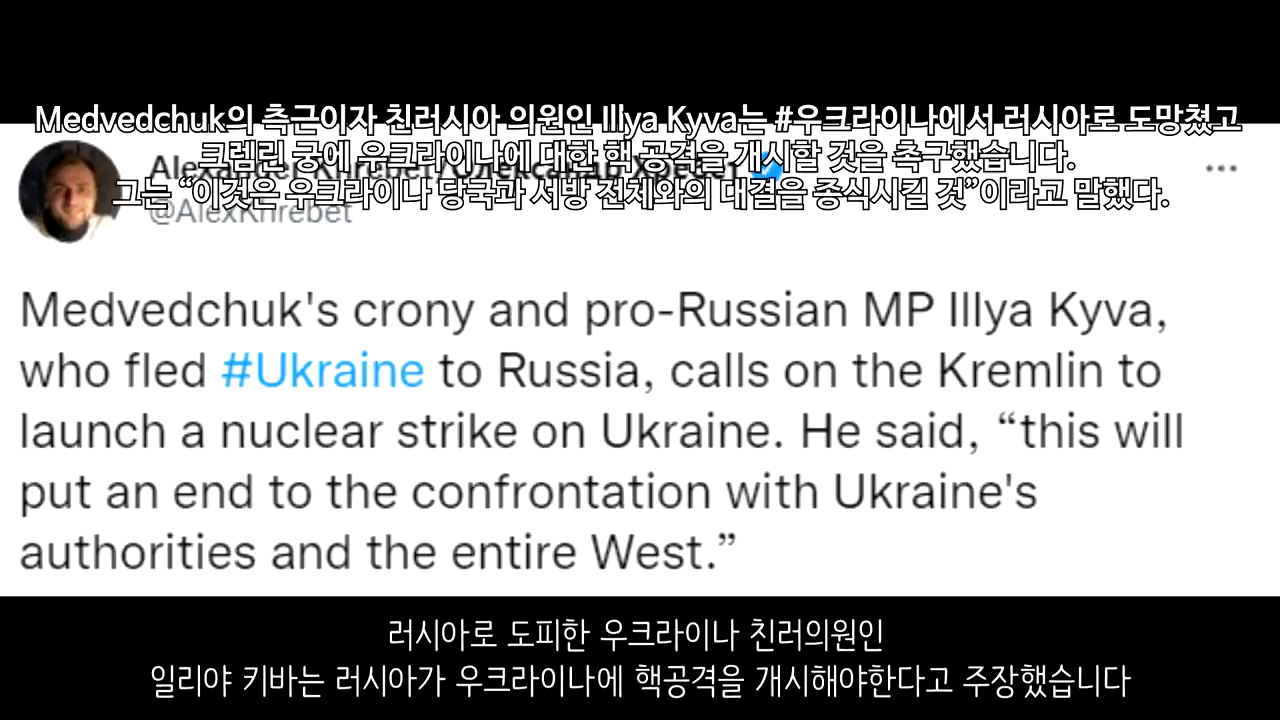 Medvedchuk의 측근이자 친러시아 의원인 Illya Kyva는 #우크라이나에서 러시아로 도망쳤고
크렘린 궁에 우크라이나에 대한 핵 공격을 개시할 것을 촉구했습니다.
그는 “이것은 우크라이나 당국과 서방 전체와의 대결을 종식시킬 것”이라고 말했다.
Alexander Khrebet/Олександр Хребет
@AlexKhrebet
Medvedchuk's crony and pro-Russian MP Illya Kyva,
who fled #Ukraine to Russia, calls on the Kremlin to
launch a nuclear strike on Ukraine. He said, “this will
put an end to the confrontation with Ukraine's
authorities and the entire West.”
러시아로 도피한 우크라이나 친러의원인
일리야 키바는 러시아가 우크라이나에 핵공격을 개시해야한다고 주장했습니다